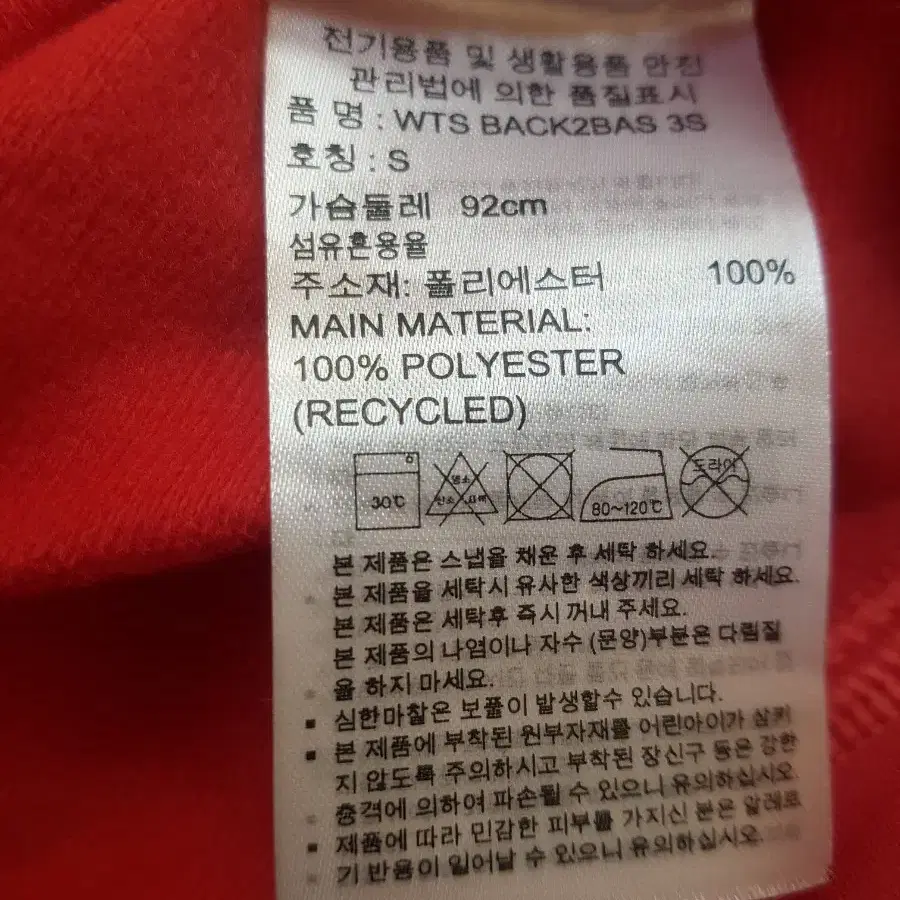 전기용품 및 생활용품 안전
관리법에 의한 품질표시
품 명 : WTS BACK2BAS 3S
호칭 : S
가슴둘레 92cm
섬유혼용율
주소재: 폴리에스터 100%
MAIN MATERIAL:
100% POLYESTER
(RECYCLED)
6
30℃
염소
산소 표백
80~120℃
드라이
본 제품은 스냅을 채운 후 세탁 하세요.
본 제품을 세탁시 유사한 색상끼리 세탁 하세요.
본 제품은 세탁후 즉시 꺼내 주세요.
본 제품의 나염이나 자수 (문양)부분은 다림질
을 하지 마세요.
▪ 심한마찰은 보풀이 발생할수 있습니다.
▪ 본 제품에 부착된 원부자재를 어린아이가 삼키
지 않도록 주의하시고 부착된 장신구 등은 강한
충격에 의하여 파손될 수 있으니 유의하십시오.
▪ 제품에 따라 민감한 피부를 가지신 분은 알레르
기 반응이 일어날 수 있으니 유의하십시오.